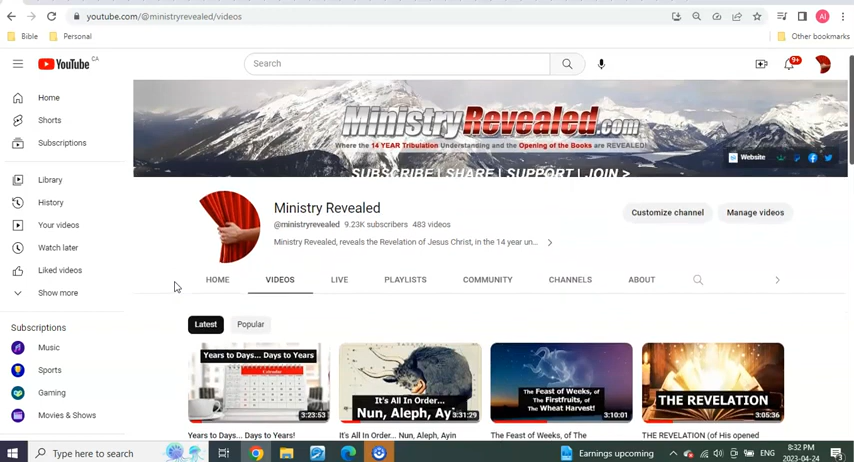 youtube.com/@ministryrevealed/videos
AI
Bible
Personal
Other bookmarks
YouTube CA
Search
9+
Home
Shorts
Subscriptions
Library
History
Your videos
Watch later
Liked videos
Show more
Subscriptions
Music
Sports
Gaming
Movies & Shows
MinistryRevealed.com
Where the 14 YEAR Tribulation Understanding and the Opening of the Books are REVEALED!
SUBSCRIBE | SHARE | SUPPORT | JOIN >
Website
Ministry Revealed
@ministryrevealed 9.23K subscribers 483 videos
Ministry Revealed, reveals the Revelation of Jesus Christ, in the 14 year un...
Customize channel
Manage videos
HOME
VIDEOS
LIVE
PLAYLISTS
COMMUNITY
CHANNELS
ABOUT
Latest
Popular
Years to Days... Days to Years
3:23:53
It's All In Order...
Nun, Aleph, Ayin
3:31:29
The Feast of Weeks, of
The Firstfruits, of
The Wheat Harvest!
3:10:01
THE REVELATION
3:05:36
Years to Days... Days to Years!
It's All In Order... Nun, Aleph, Ayin
The Feast of Weeks, of The
THE REVELATION (of His opened
Type here to search
Earnings upcoming
ENG
8:32 PM
2023-04-24